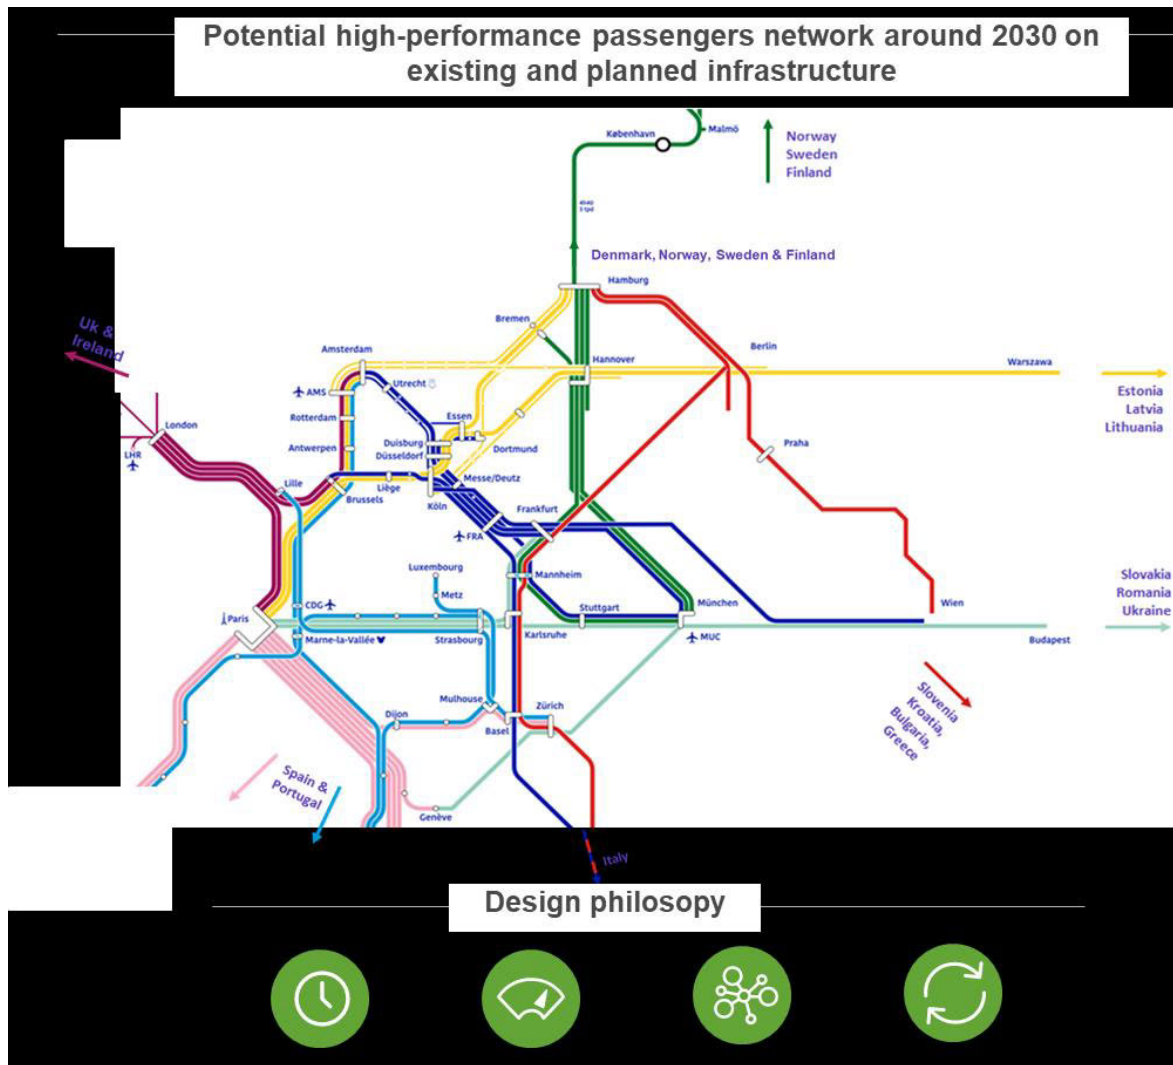 Potential high-performance passengers network around 2030 on
existing and planned infrastructure
København
Malmö
Norway
Sweden
Finland
Denmark, Norway, Sweden & Finland
Hamburg
Bremen
Uk &
Ireland
Amsterdam
Hannover
Berlin
Warszawa
AMS
Utrecht
Estonia
Latvia
Lithuania
Rotterdam
Essen
London
LHR
Antwerpen
Duisburg
Düsseldorf
Dortmund
Praha
Lille
Brussels
Liège
Messe/Deutz
Köln
Frankfurt
FRA
Luxembourg
Metz
Mannheim
Slovakia
Romania
Ukraine
CDG
Stuttgart
München
Wien
Paris
Marne-la-Vallée
Strasbourg
Karlsruhe
MUC
Budapest
Mulhouse
Zürich
Slovenia
Kroatia,
Bulgaria,
Greece
Dijon
Basel
Spain &
Portugal
Genève
Italy
Design philosopy